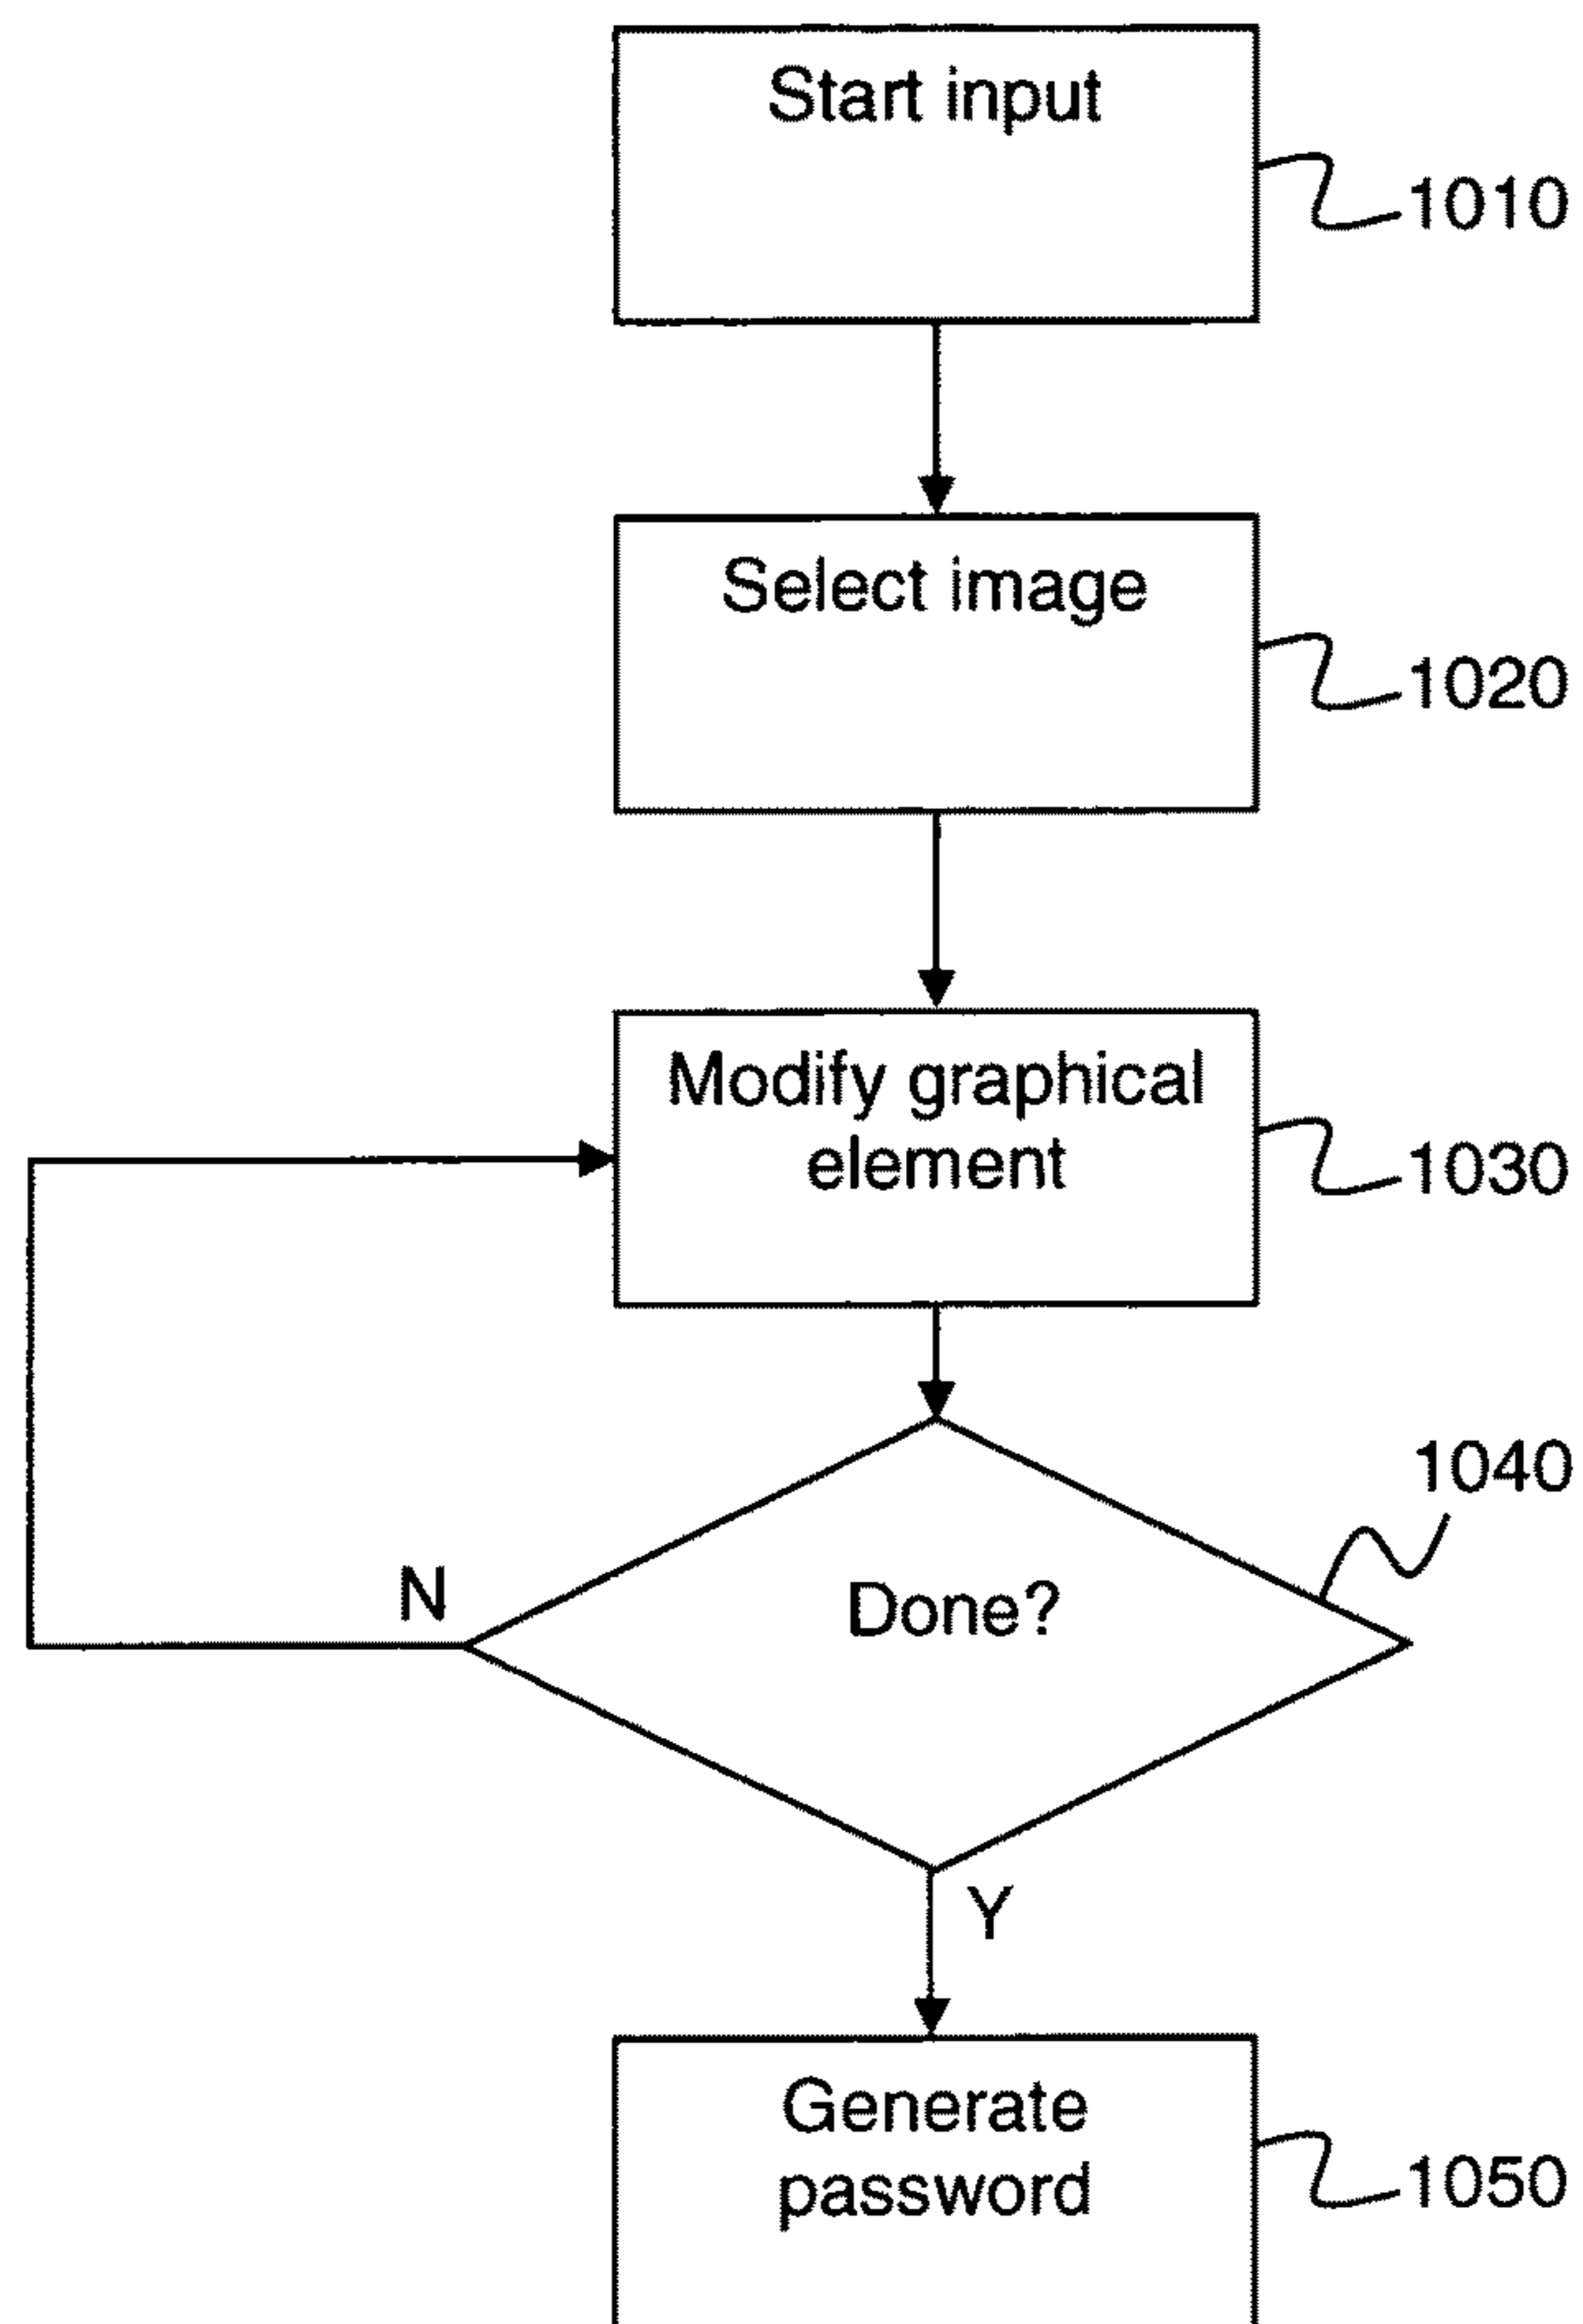 Start input
1010
Select image
1020
Modify graphical
element
1030
1040
Done?
N
Y
Generate
password
1050